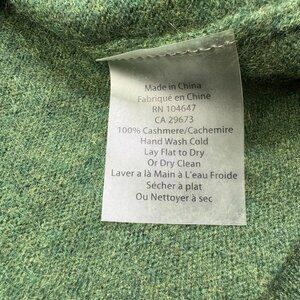 Made in China
Fabriqué en Chine
RN 104647
CA 29673
100% Cashmere/Cachemire
Hand Wash Cold
Lay Flat to Dry
Or Dry Clean
Laver a là Main à L'eau Froide
Sécher à plat
Ou Nettoyer à sec